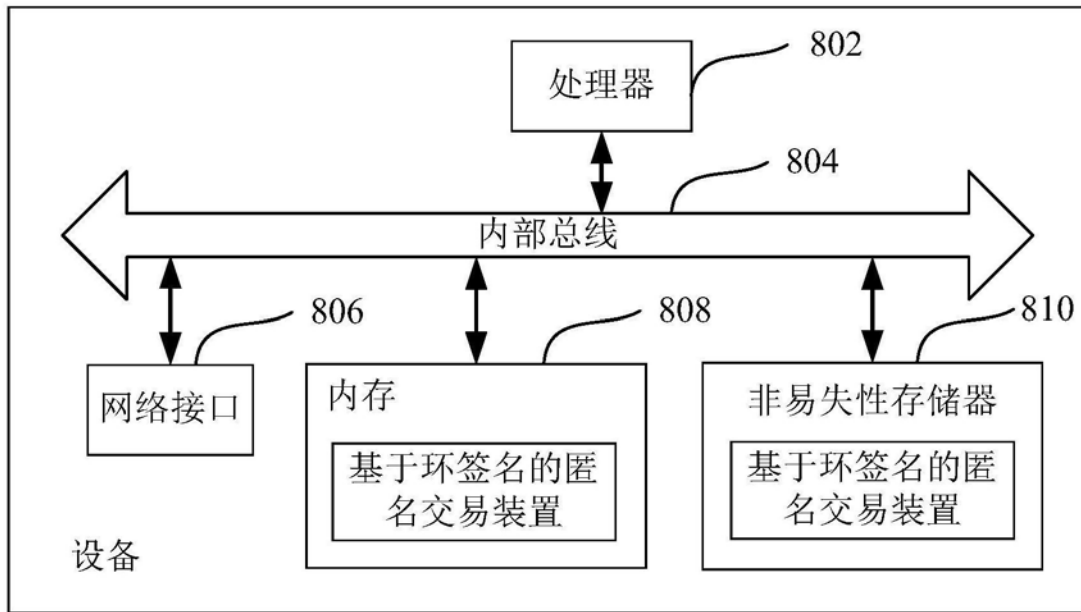 802
处理器
804
内部总线
806
808
810
网络接口
内存
非易失性存储器
基于环签名的匿
名交易装置
基于环签名的匿
名交易装置
设备